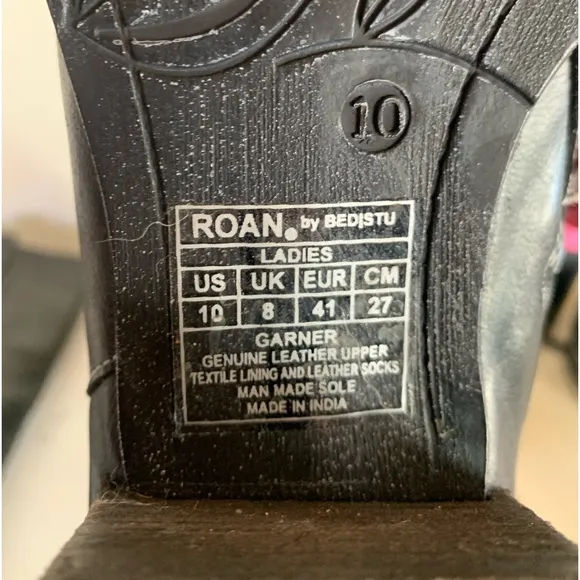 10
ROAN. by BED|STU
LADIES
US UK EUR CM
10 8 41 27
GARNER
GENUINE LEATHER UPPER
TEXTILE LINING AND LEATHER SOCKS
MAN MADE SOLE
MADE IN INDIA